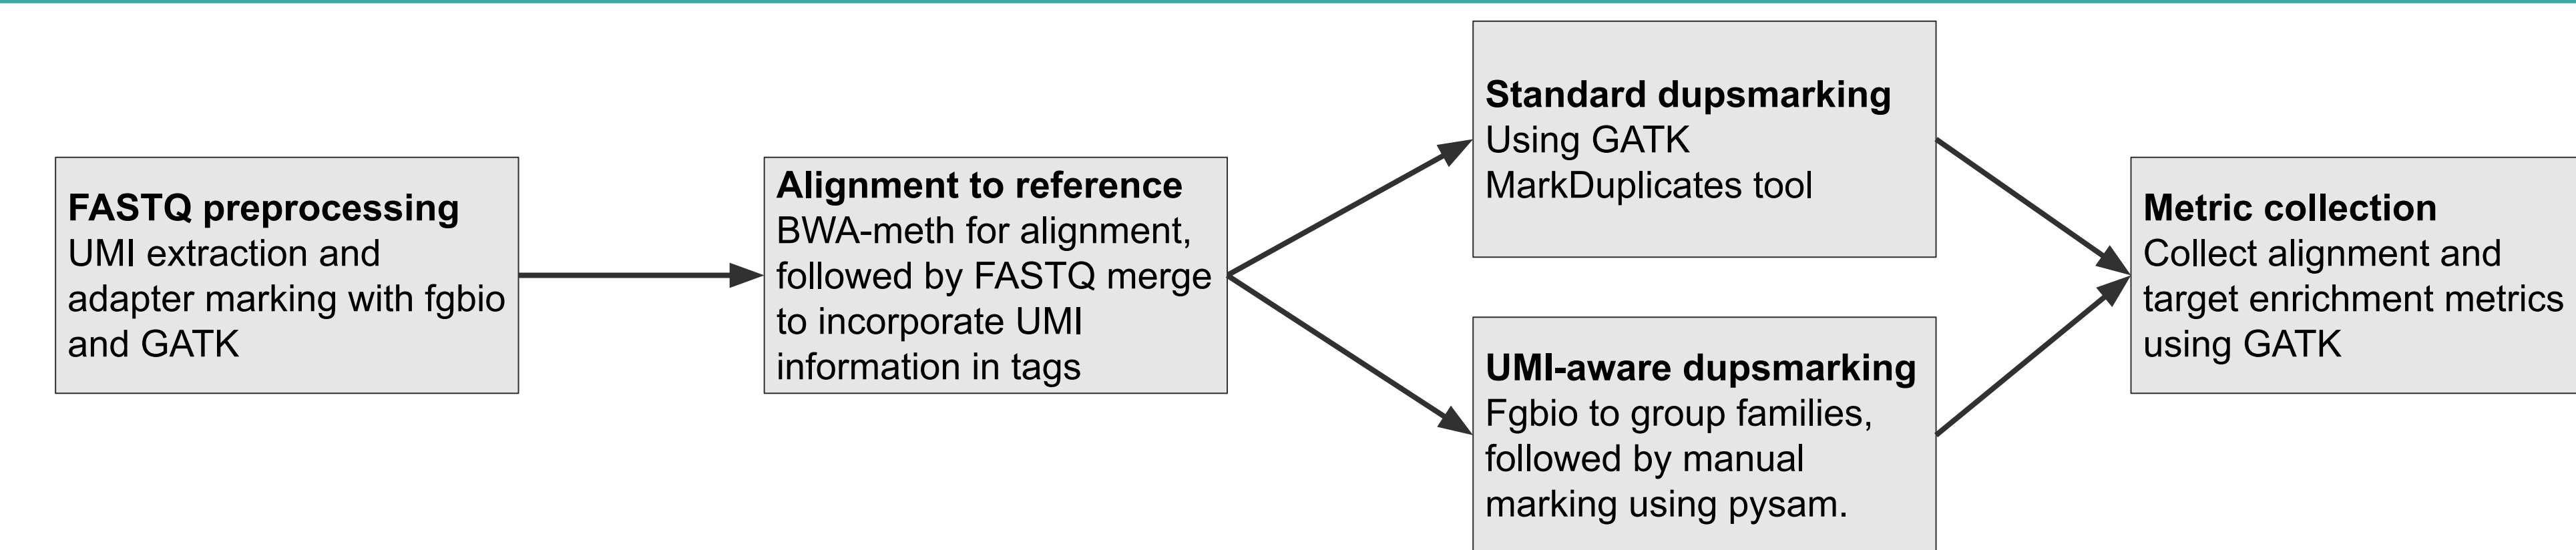 FASTQ preprocessing
UMI extraction and
adapter marking with fgbio
and GATK
Alignment to reference
BWA-meth for alignment,
followed by FASTQ merge
to incorporate UMI
information in tags
Standard dupsmarking
Using GATK
MarkDuplicates tool
UMI-aware dupsmarking
Fgbio to group families,
followed by manual
marking using pysam.
Metric collection
Collect alignment and
target enrichment metrics
using GATK